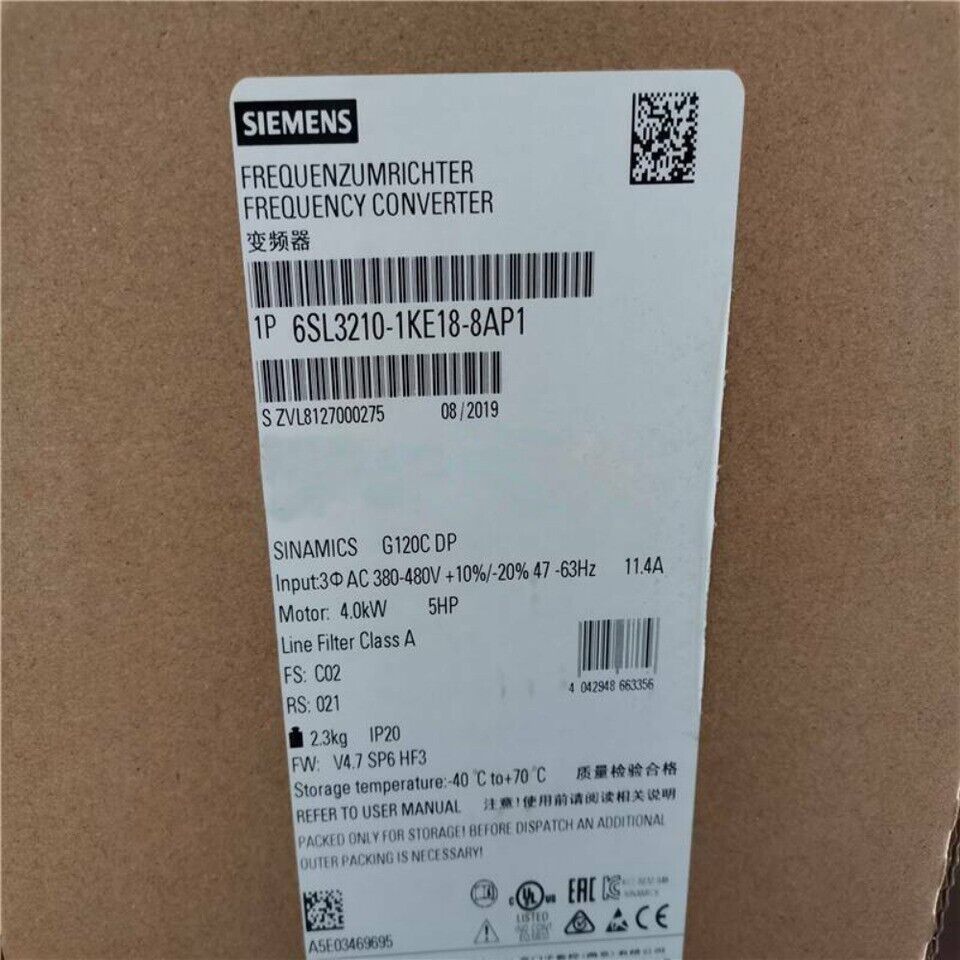 SIEMENS
FREQUENZUMRICHTER
FREQUENCY CONVERTER
变频器
1P 6SL3210-1KE18-8AP1
S ZVL8127000275 08/2019
SINAMICS G120C DP
Input:3Φ AC 380-480V +10%/-20% 47 -63Hz 11.4A
Motor: 4.0kW 5HP
Line Filter Class A
FS: C02
RS: 021
4 042948 663356
2.3kg IP20
FW: V4.7 SP6 HF3
Storage temperature:-40 °C to+70 °C 质量检验合格
REFER TO USER MANUAL 注意!使用前请阅读相关说明
PACKED ONLY FOR STORAGE! BEFORE DISPATCH AN ADDITIONAL
OUTER PACKING IS NECESSARY!
C UL US EAC
LISTED
CE
A5E03469695